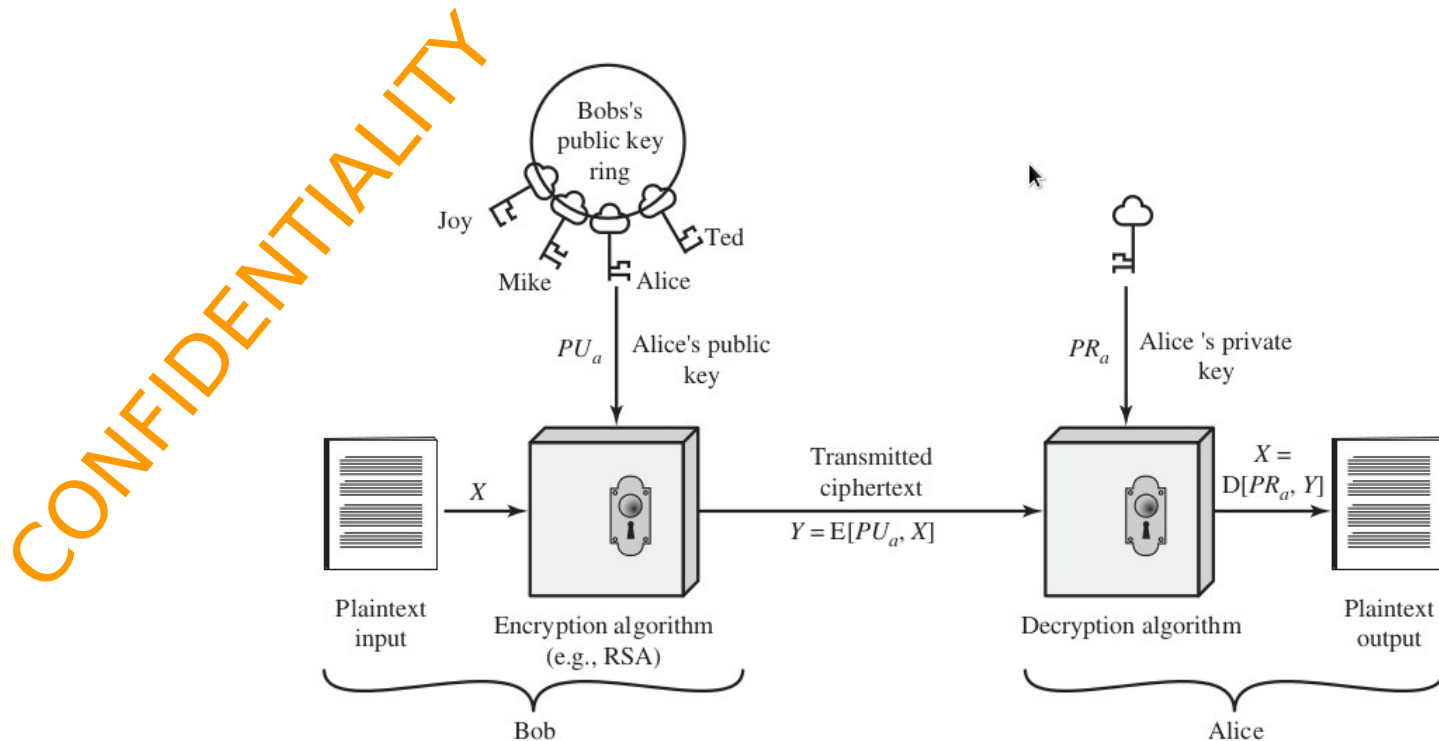 CONFIDENTIALITY
Bobs's
public key
ring
Joy
Mike
Alice
Ted
PUa
Alice's public
key
PRa
Alice 's private
key
X
Transmitted
ciphertext
Y = E[PUa, X]
X =
D[PRa, Y]
Plaintext
input
Encryption algorithm
(e.g., RSA)
Decryption algorithm
Plaintext
output
Bob
Alice